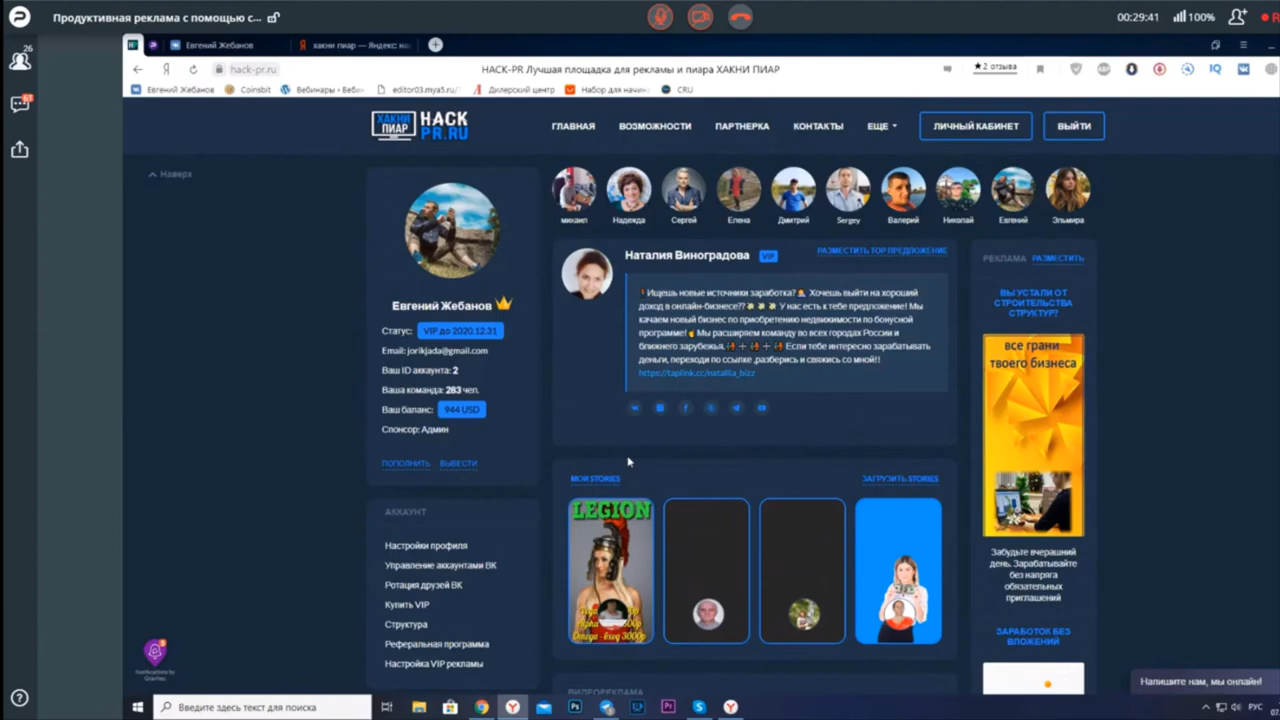 Продуктивная реклама с помощью с...
00:29:41
100%
26
Евгений Жебанов
хакни пиар — Яндекс: на
hack-pr.ru
HACK-PR Лучшая площадка для рекламы и пиара ХАКНИ ПИАР
2 отзыва
Евгений Жебанов
Coinsbit
Вебинары • Веби
editor03.mya5.ru/
Дилерский центр
Набор для начин
CRU
ХАКНИ ПИАР
HACK PR.RU
ГЛАВНАЯ
ВОЗМОЖНОСТИ
ПАРТНЕРКА
КОНТАКТЫ
ЕЩЕ
ЛИЧНЫЙ КАБИНЕТ
ВЫЙТИ
Наверх
михаил
Надежда
Сергей
Елена
Дмитрий
Sergey
Валерий
Николай
Евгений
Эльмира
Евгений Жебанов
Статус: VIP до 2020.12.31
Email: jorikjada@gmail.com
Ваш ID аккаунта: 2
Ваша команда: 283 чел.
Ваш баланс: 944 USD
Спонсор: Админ
ПОПОЛНИТЬ
ВЫВЕСТИ
Наталия Виноградова VIP
РАЗМЕСТИТЬ TOP ПРЕДЛОЖЕНИЕ
Ищешь новые источники заработка? Хочешь выйти на хороший
доход в онлайн-бизнесе?? У нас есть к тебе предложение! Мы
качаем новый бизнес по приобретению недвижимости по бонусной
программе! Мы расширяем команду во всех городах России и
ближнего зарубежья. Если тебе интересно зарабатывать
деньги, переходи по ссылке ,разберись и свяжись со мной!!
https://taplink.cc/natallia_bizz
РЕКЛАМА
РАЗМЕСТИТЬ
ВЫ УСТАЛИ ОТ
СТРОИТЕЛЬСТВА
СТРУКТУР?
все грани
твоего бизнеса
Забудьте вчерашний
день. Зарабатывайте
без напряга
обязательных
приглашений
ЗАРАБОТОК БЕЗ
ВЛОЖЕНИЙ
МОИ STORIES
ЗАГРУЗИТЬ STORIES
LEGION
Omega - вход 3000р
АККАУНТ
Настройки профиля
Управление аккаунтами ВК
Ротация друзей ВК
Купить VIP
Структура
Реферальная программа
Настройка VIP рекламы
ВИДЕОРЕКЛАМА
Напишите нам, мы онлайн!
Введите здесь текст для поиска
РУС